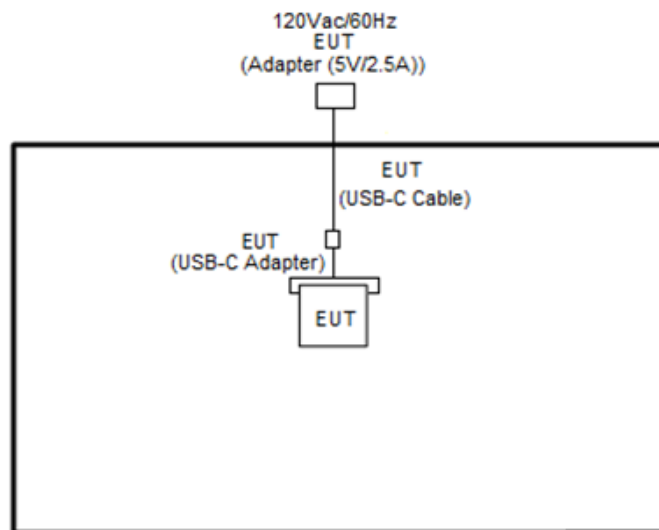 120Vac/60Hz
EUT
(Adapter (5V/2.5A))
EUT
(USB-C Cable)
EUT
(USB-C Adapter)
EUT